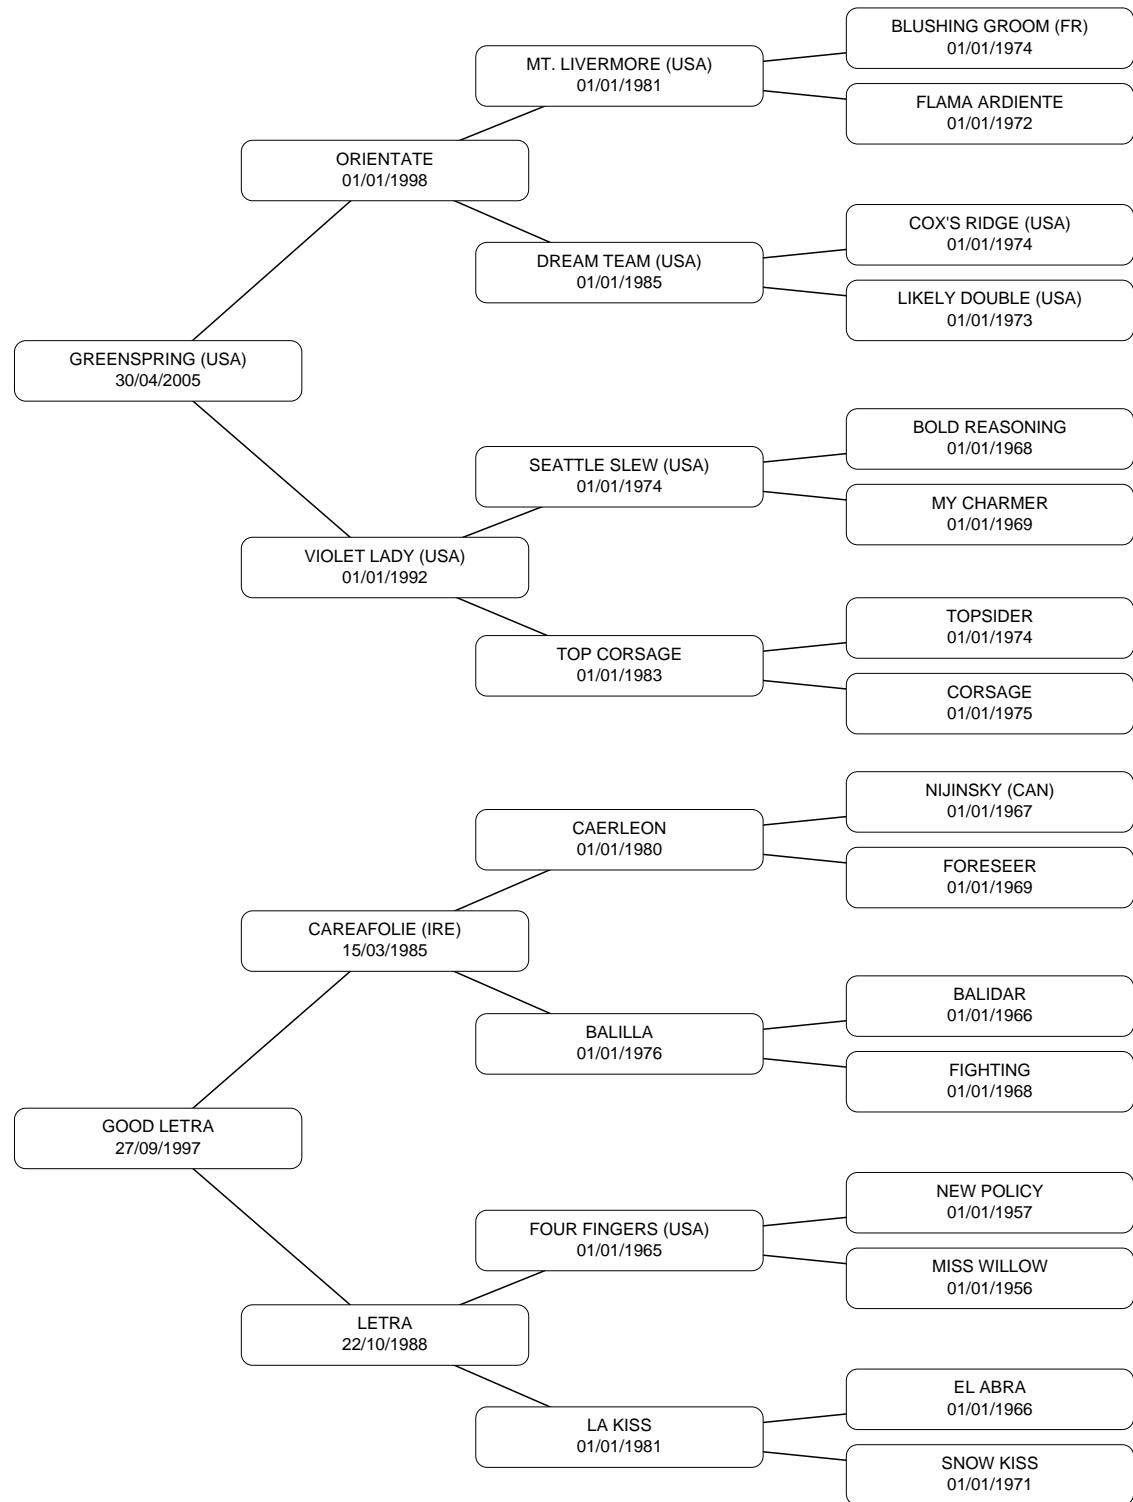 BLUSHING GROOM (FR)
01/01/1974
MT. LIVERMORE (USA)
01/01/1981
FLAMA ARDIENTE
01/01/1972
ORIENTATE
01/01/1998
COX'S RIDGE (USA)
01/01/1974
DREAM TEAM (USA)
01/01/1985
LIKELY DOUBLE (USA)
01/01/1973
GREENSPRING (USA)
30/04/2005
BOLD REASONING
01/01/1968
SEATTLE SLEW (USA)
01/01/1974
MY CHARMER
01/01/1969
VIOLET LADY (USA)
01/01/1992
TOPSIDER
01/01/1974
TOP CORSAGE
01/01/1983
CORSAGE
01/01/1975
NIJINSKY (CAN)
01/01/1967
CAERLEON
01/01/1980
FORESEER
01/01/1969
CAREAFOLIE (IRE)
15/03/1985
BALIDAR
01/01/1966
BALILLA
01/01/1976
FIGHTING
01/01/1968
GOOD LETRA
27/09/1997
NEW POLICY
01/01/1957
FOUR FINGERS (USA)
01/01/1965
MISS WILLOW
01/01/1956
LETRA
22/10/1988
EL ABRA
01/01/1966
LA KISS
01/01/1981
SNOW KISS
01/01/1971